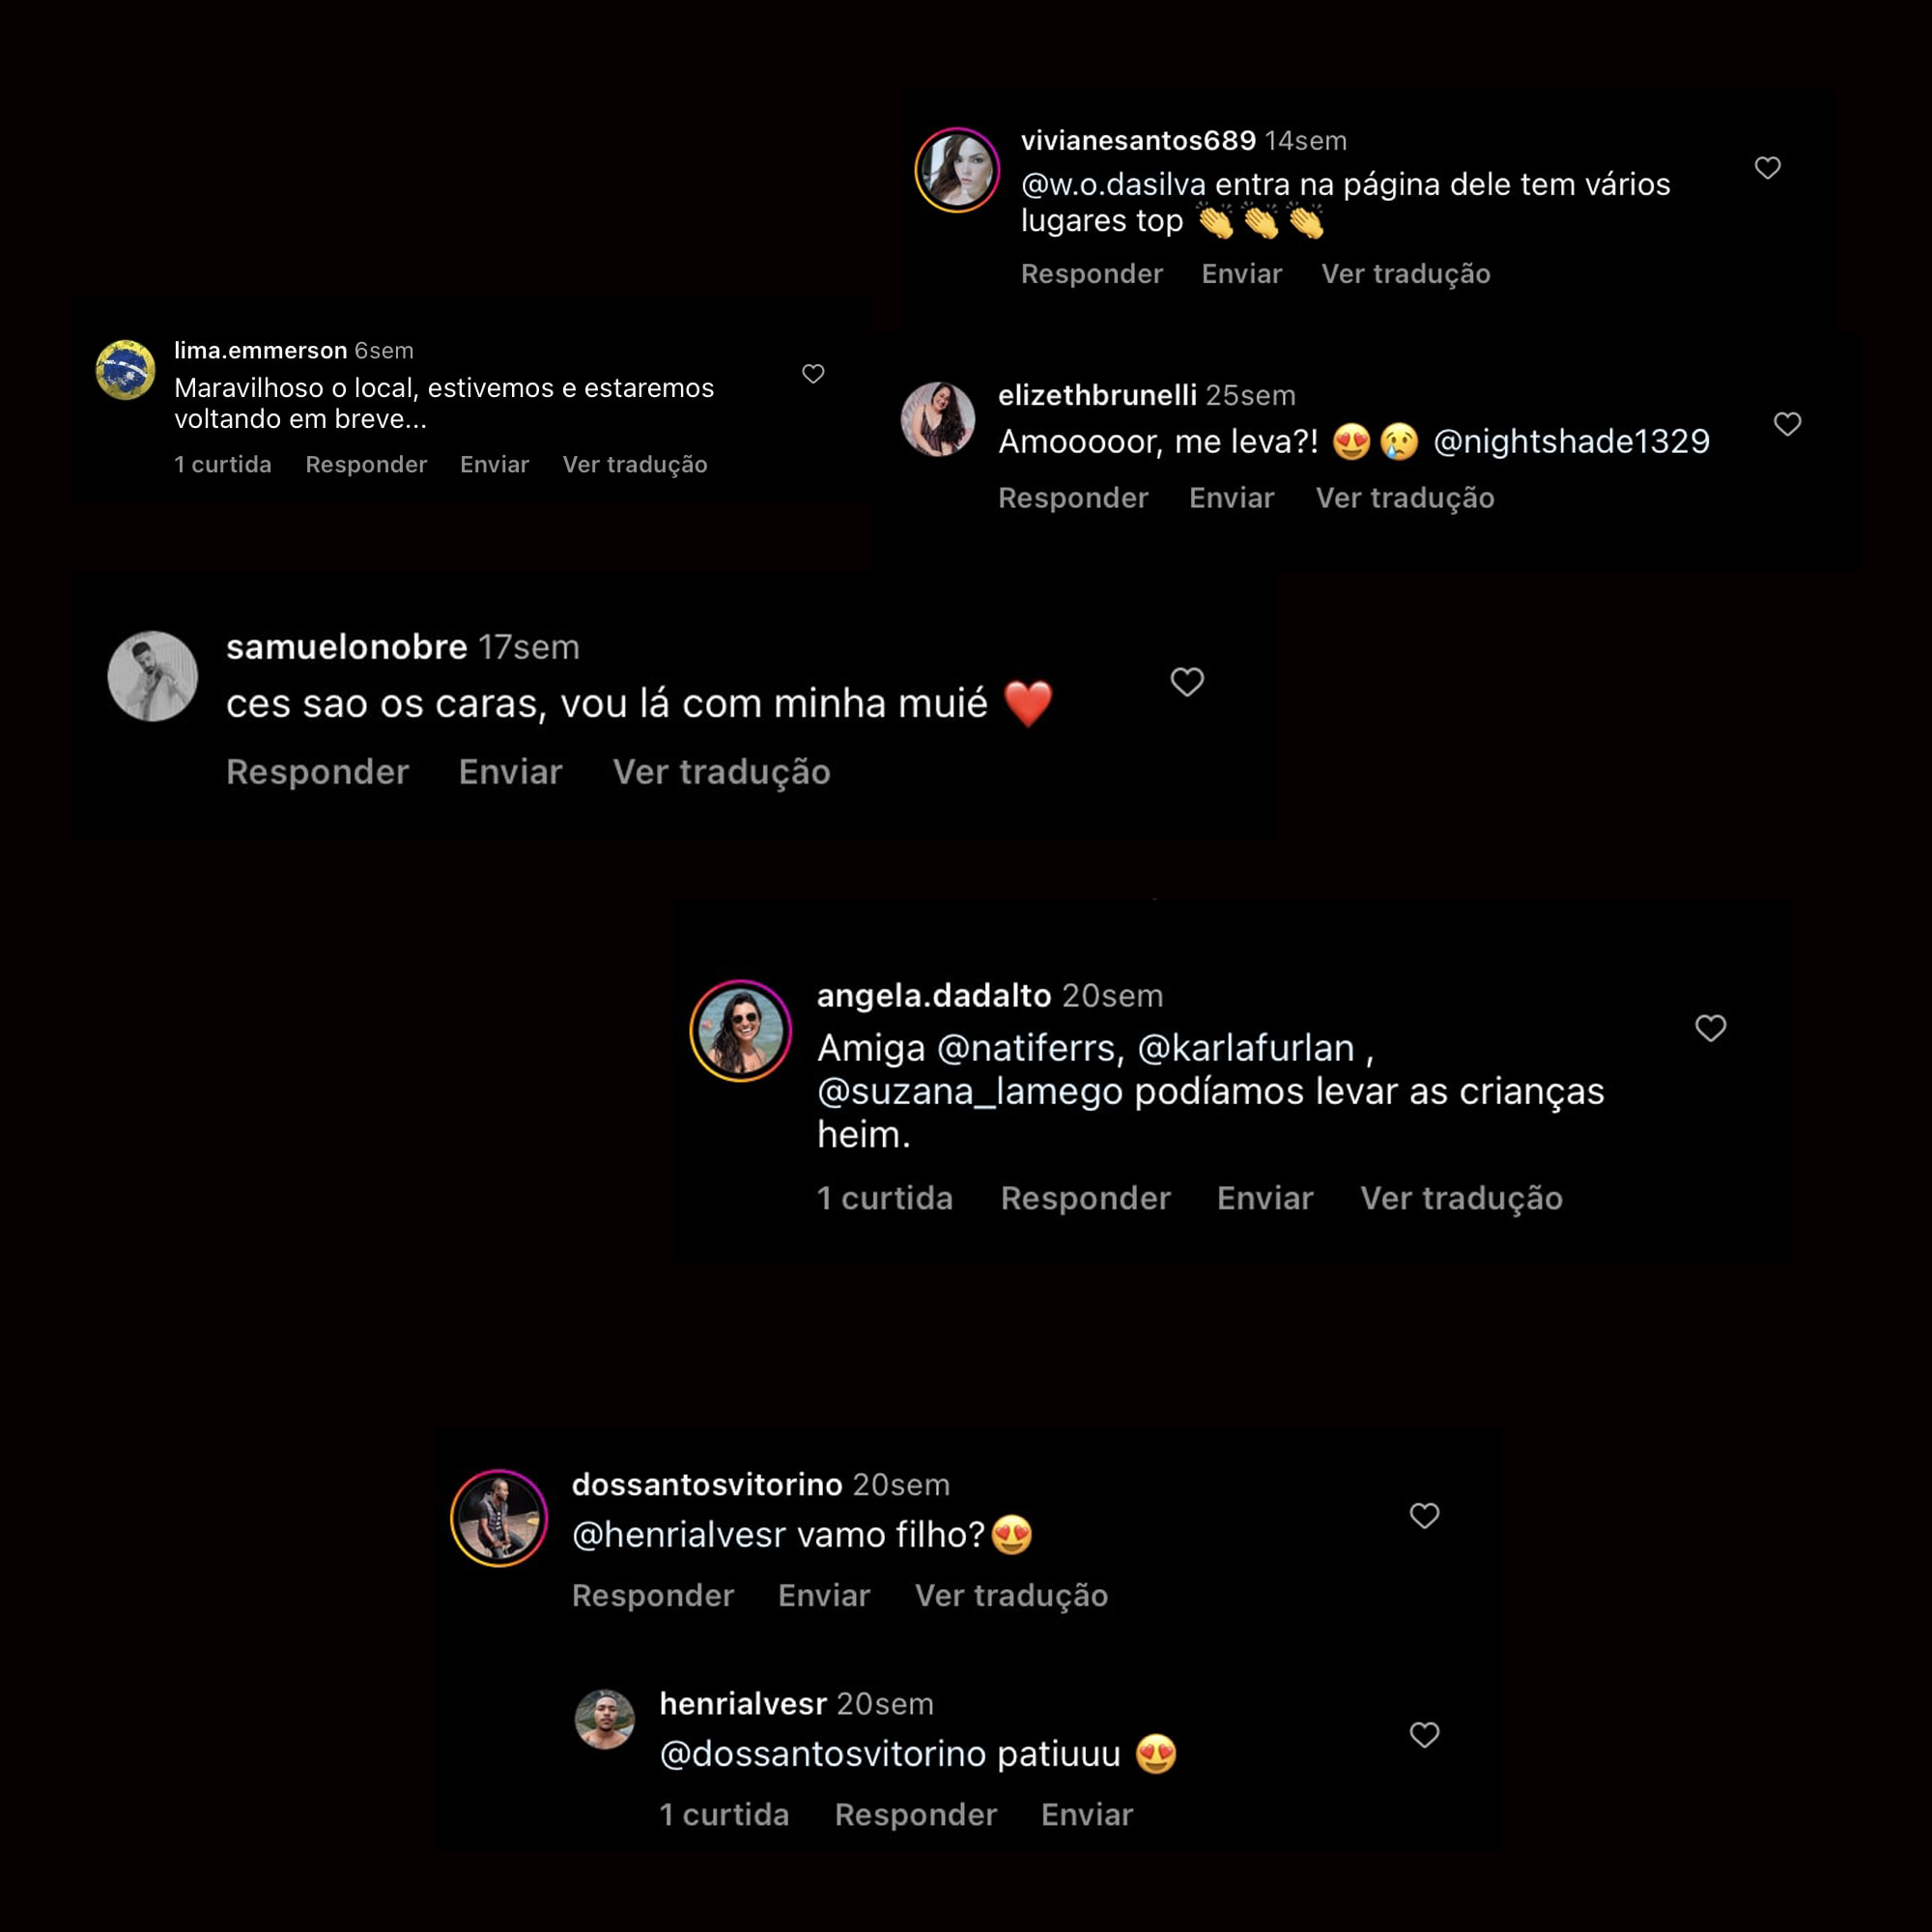 vivianesantos689 14sem
@w.o.dasilva entra na página dele tem vários
lugares top 👏👏👏
Responder Enviar Ver tradução
lima.emmerson 6sem
Maravilhoso o local, estivemos e estaremos
voltando em breve...
1 curtida Responder Enviar Ver tradução
elizethbrunelli 25sem
Amooooor, me leva?! 😍😢 @nightshade1329
Responder Enviar Ver tradução
samuelonobre 17sem
ces sao os caras, vou lá com minha muié ❤️
Responder Enviar Ver tradução
angela.dadalto 20sem
Amiga @natiferrs, @karlafurlan ,
@suzana_lamego podíamos levar as crianças
heim.
1 curtida Responder Enviar Ver tradução
dossantosvitorino 20sem
@henrialvesr vamo filho?😍
Responder Enviar Ver tradução
henrialvesr 20sem
@dossantosvitorino patiuuu 😍
1 curtida Responder Enviar